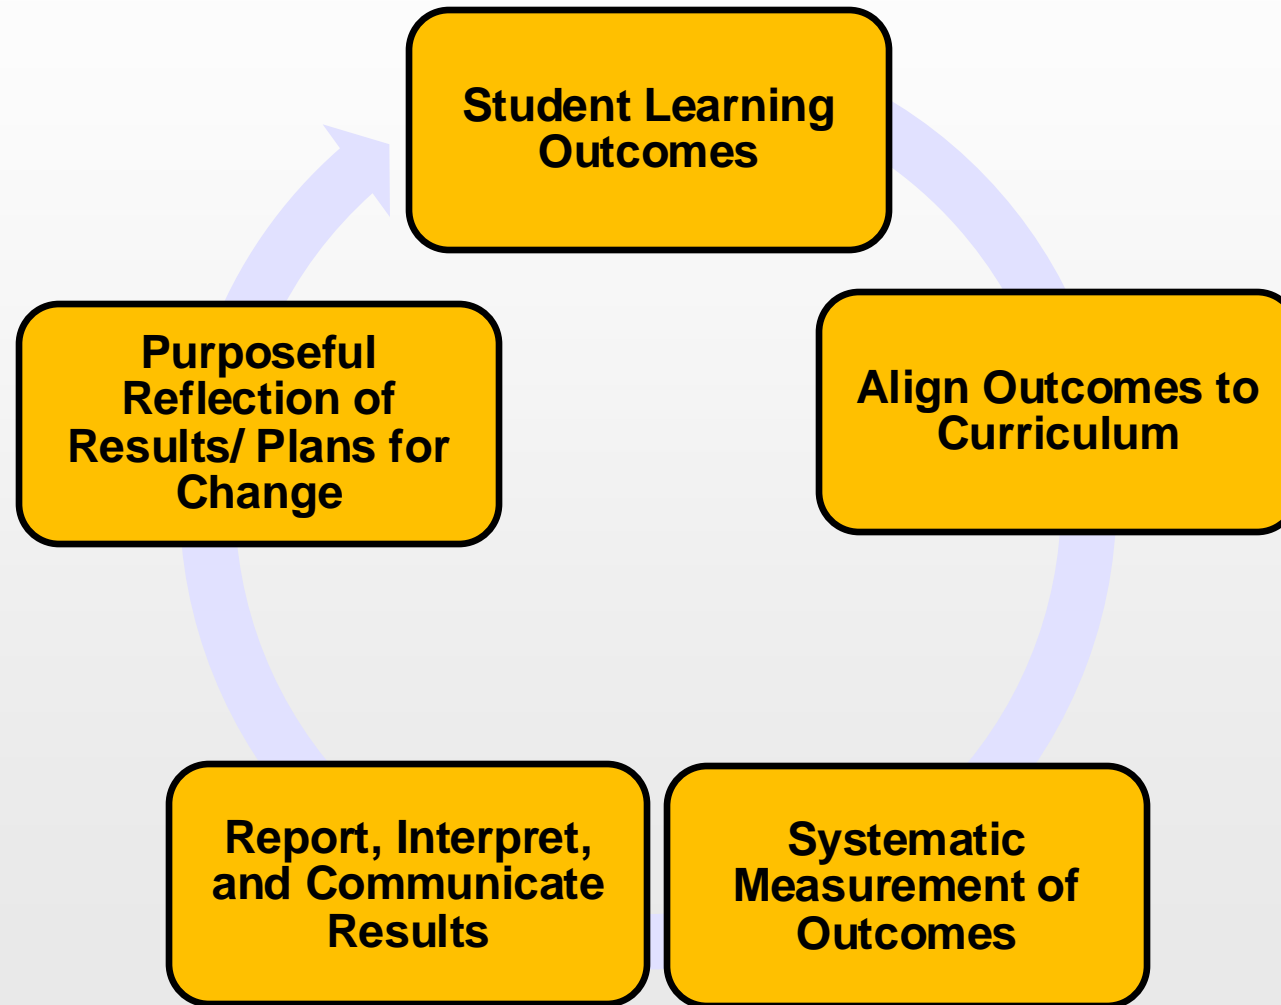 Student Learning
Outcomes
Align Outcomes to
Curriculum
Systematic
Measurement of
Outcomes
Report, Interpret,
and Communicate
Results
Purposeful
Reflection of
Results/ Plans for
Change